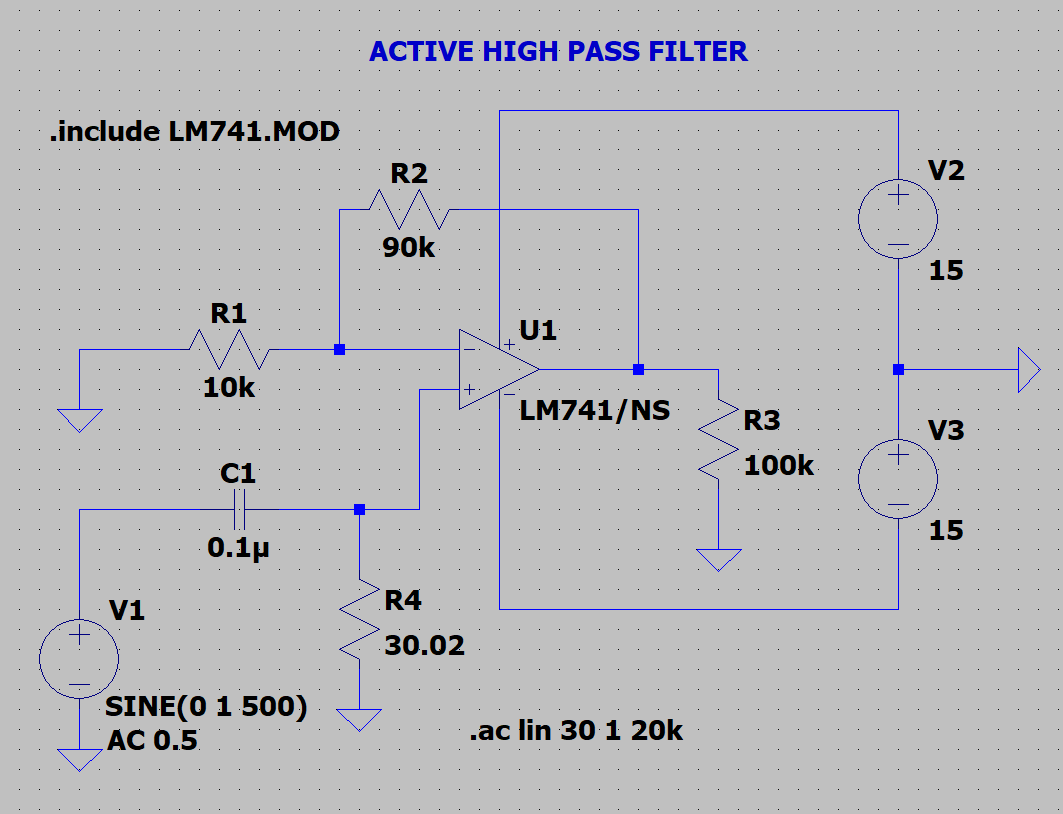 ACTIVE HIGH PASS FILTER
.include LM741.MOD
R2
90k
V2
15
R1
10k
U1
LM741/NS
R3
100k
V3
15
C1
0.1µ
R4
30.02
V1
SINE(0 1 500)
AC 0.5
.ac lin 30 1 20k